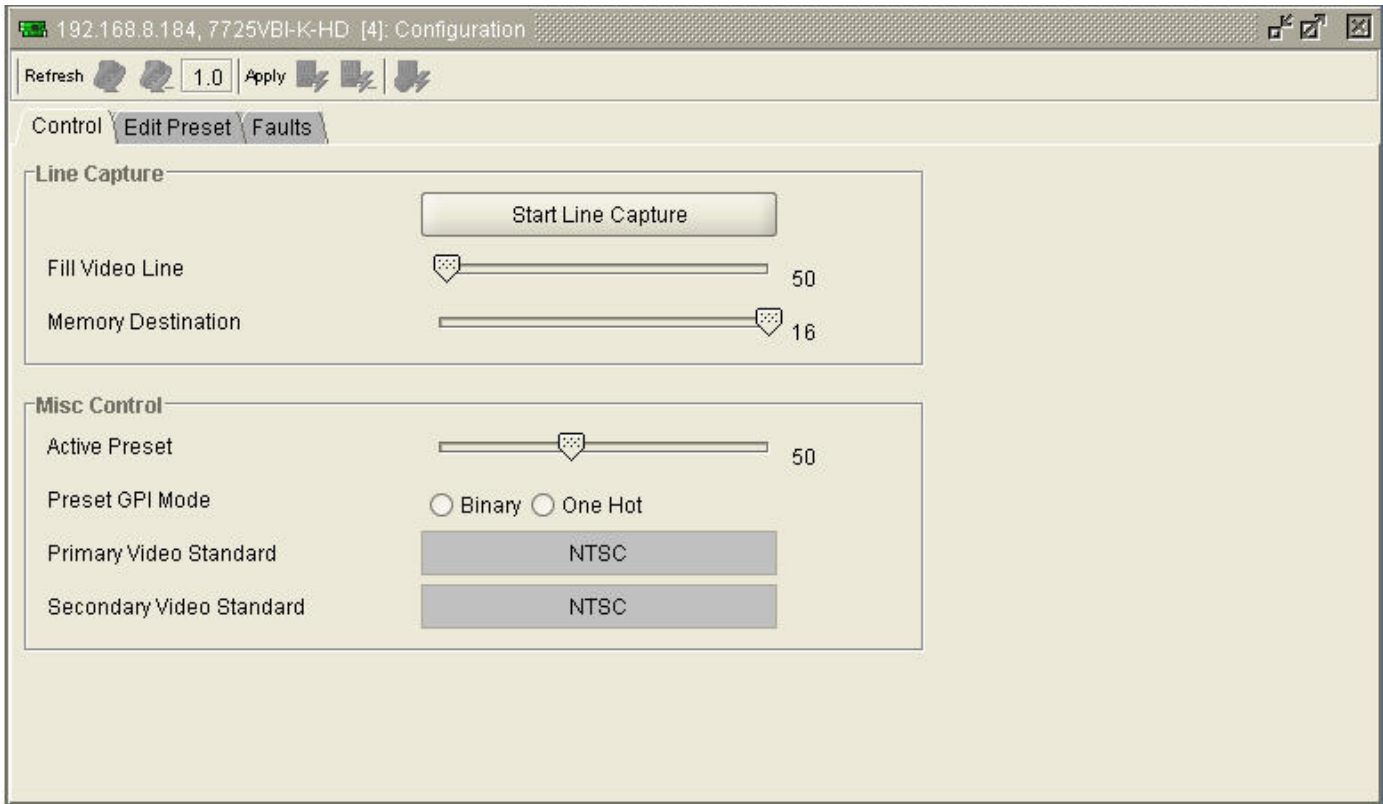 192.168.8.184, 7725VBI-K-HD [4]: Configuration
Refresh 1.0 Apply
Control Edit Preset Faults
Line Capture
Start Line Capture
Fill Video Line 50
Memory Destination 16
Misc Control
Active Preset 50
Preset GPI Mode Binary One Hot
Primary Video Standard NTSC
Secondary Video Standard NTSC